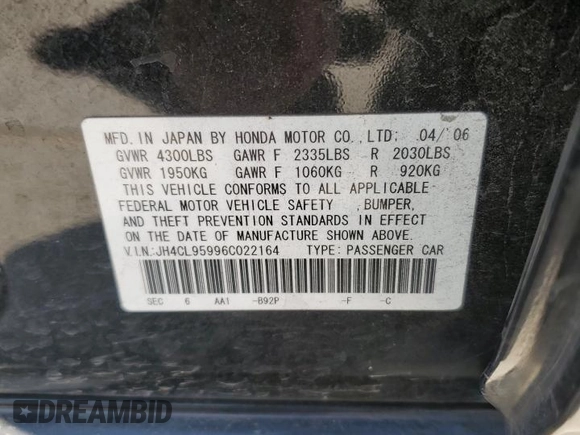 MFD. IN JAPAN BY HONDA MOTOR CO., LTD. 04/'06
GVWR 4300LBS GAWR F 2335LBS R 2030LBS
GVWR 1950KG GAWR F 1060KG R 920KG
THIS VEHICLE CONFORMS TO ALL APPLICABLE
FEDERAL MOTOR VEHICLE SAFETY ,BUMPER,
AND THEFT PREVENTION STANDARDS IN EFFECT
ON THE DATE OF MANUFACTURE SHOWN ABOVE.
V.I.N:JH4CL95996C022164 TYPE: PASSENGER CAR
SEC 6 AA1 -B92P -F -C
DREAMBID